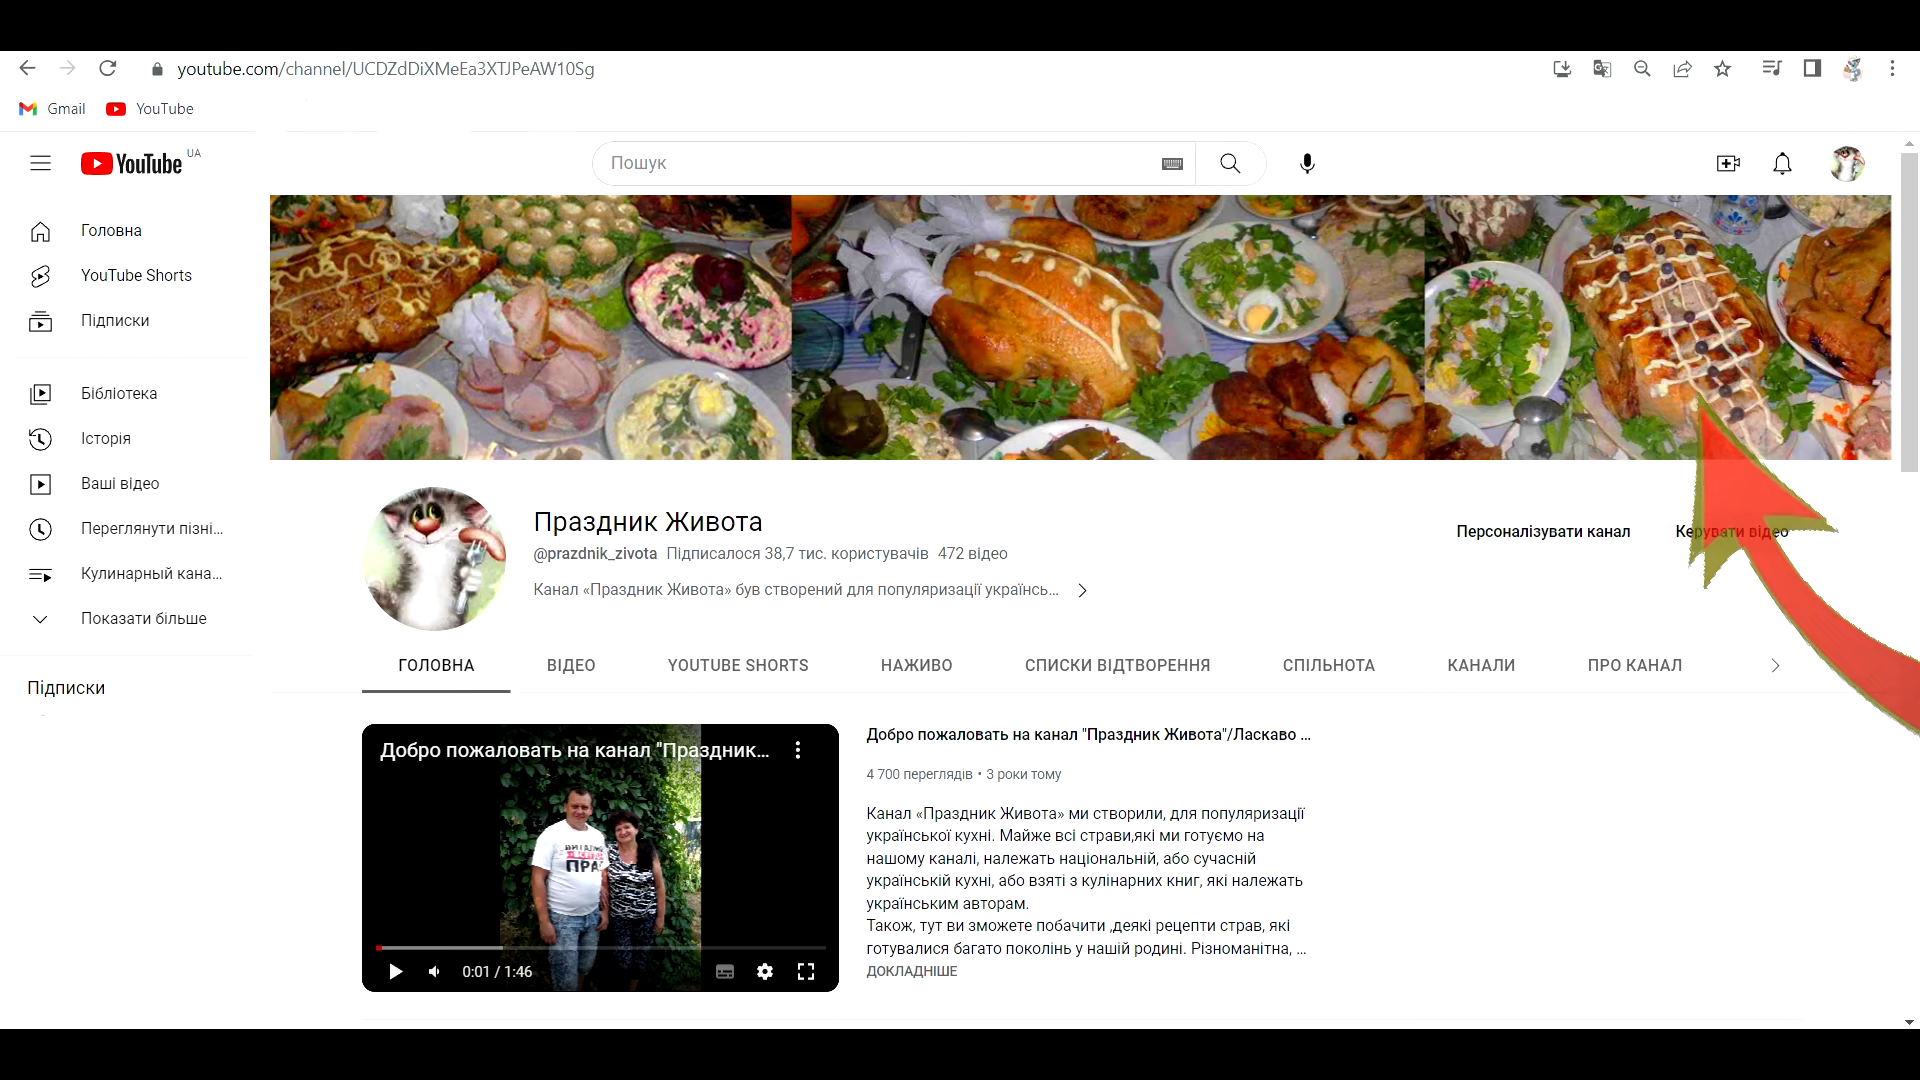 youtube.com/channel/UCDZdDiXMeEa3XTJPeAW10Sg
Gmail YouTube
YouTube UA
Пошук
Головна
YouTube Shorts
Підписки
Бібліотека
Історія
Ваші відео
Переглянути пізні...
Кулинарный кана...
Показати більше
Підписки
Праздник Живота
@prazdnik_zivota Підписалося 38,7 тис. користувачів 472 відео
Канал «Праздник Живота» був створений для популяризації українсь...
Персоналізувати канал Керувати відео
ГОЛОВНА ВІДЕО YOUTUBE SHORTS НАЖИВО СПИСКИ ВІДТВОРЕННЯ СПІЛЬНОТА КАНАЛИ ПРО КАНАЛ
Добро пожаловать на канал "Праздник...
0:01 / 1:46
Добро пожаловать на канал "Праздник Живота"/Ласкаво ...
4 700 переглядів • 3 роки тому
Канал «Праздник Живота» ми створили, для популяризації
української кухні. Майже всі страви,які ми готуємо на
нашому каналі, належать національній, або сучасній
українській кухні, або взяті з кулінарних книг, які належать
українським авторам.
Також, тут ви зможете побачити ,деякі рецепти страв, які
готувалися багато поколінь у нашій родині. Різноманітна, ...
ДОКЛАДНІШЕ